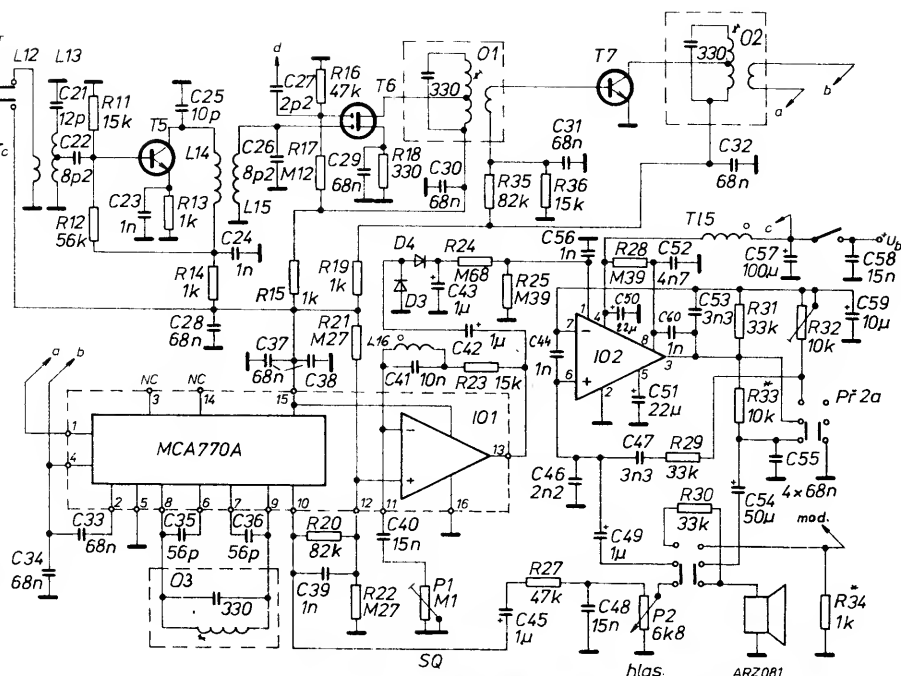 L12
L13
C21
12p
R11
15k
C22
8p2
C25
10p
T5
L14
C23
1n
R13
1k
R12
56k
C24
1n
R14
1k
C28
68n
d
C27
2p2
R16
47k
T6
C26
8p2
L15
R17
M12
C29
68n
R18
330
R15
1k
R19
1k
R21
M27
O1
330
C30
68n
R35
82k
C31
68n
R36
15k
T7
O2
330
a
b
C32
68n
Tl5
c
C57
100µ
+Ub
C58
15n
D4
D3
R24
M68
C43
1µ
C42
1µ
R25
M39
C56
1n
R28
M39
C52
4n7
C50
22µ
C53
3n3
C60
1n
R31
33k
R32
10k
C59
10µ
C44
1n
7
6
1
4
8
3
5
2
−
+
IO2
C51
22µ
R33*
10k
Př 2a
C55
4×68n
C54
50µ
L16
C41
10n
R23
15k
C37
68n
C38
a
b
NC
NC
3
14
15
IO1
MCA770A
1
4
−
+
13
2
5
8
6
7
9
10
12
11
16
C33
68n
C34
68n
C35
56p
C36
56p
O3
330
R20
82k
C39
1n
R22
M27
C40
15n
P1
M1
SQ
C45
1µ
R27
47k
C48
15n
P2
6k8
hlas.
C46
2n2
C47
3n3
R29
33k
C49
1µ
R30
33k
mod.
R34*
1k
ARZ081